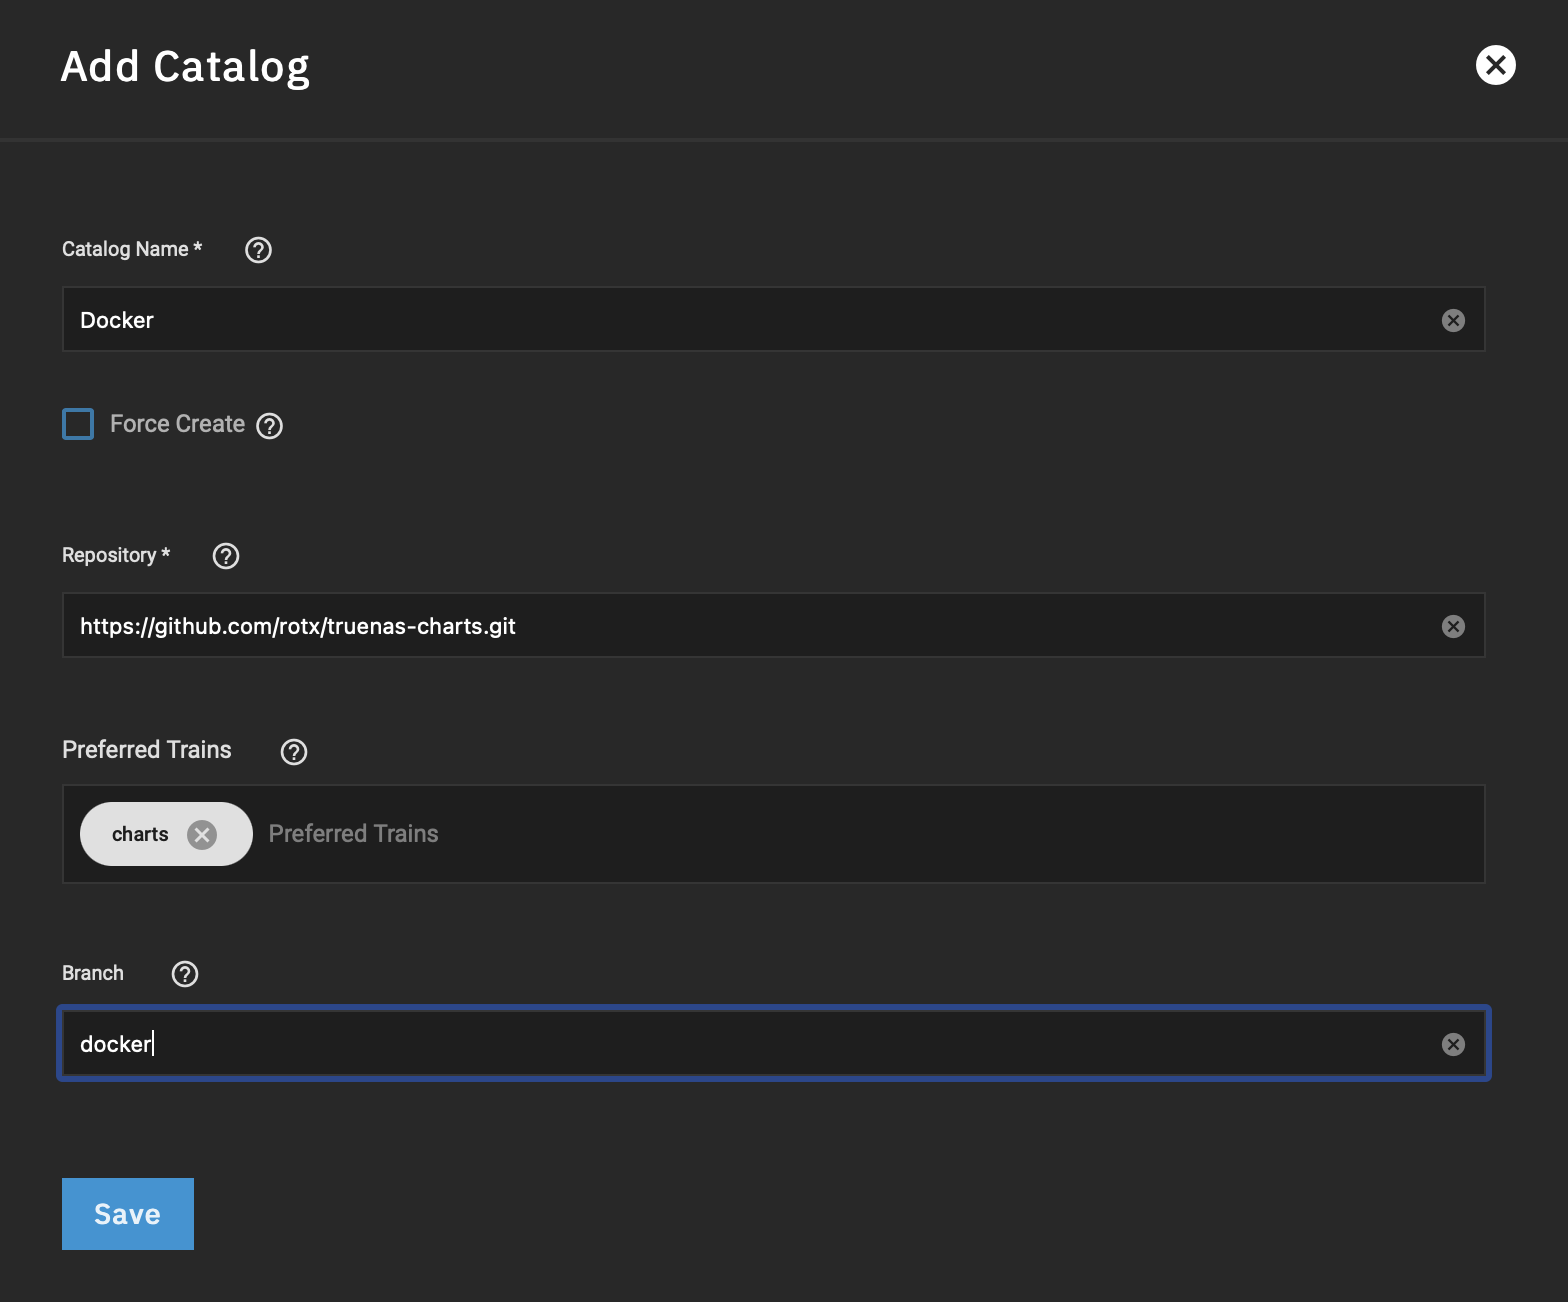 Add Catalog
Catalog Name *
Docker
Force Create
Repository *
https://github.com/rotx/truenas-charts.git
Preferred Trains
charts Preferred Trains
Branch
docker
Save